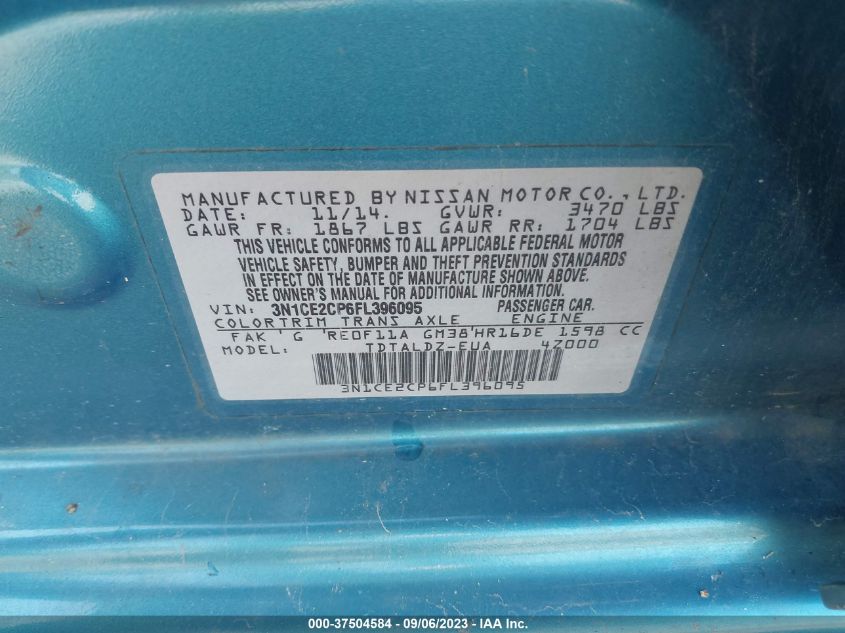 MANUFACTURED BY NISSAN MOTOR CO., LTD.
DATE: 11/14. GVWR: 3470 LBS
GAWR FR: 1867 LBS GAWR RR: 1704 LBS
THIS VEHICLE CONFORMS TO ALL APPLICABLE FEDERAL MOTOR
VEHICLE SAFETY, BUMPER AND THEFT PREVENTION STANDARDS
IN EFFECT ON THE DATE OF MANUFACTURE SHOWN ABOVE.
SEE OWNER'S MANUAL FOR ADDITIONAL INFORMATION.
VIN: 3N1CE2CP6FL396095 PASSENGER CAR.
COLOR TRIM TRANS AXLE ENGINE
FAK ' G 'RE0F11A GM38'HR16DE 1598 CC
MODEL: TDTALDZ-EUA 4Z000
3N1CE2CP6FL396095
000-37504584 - 09/06/2023 - © IAA Inc.